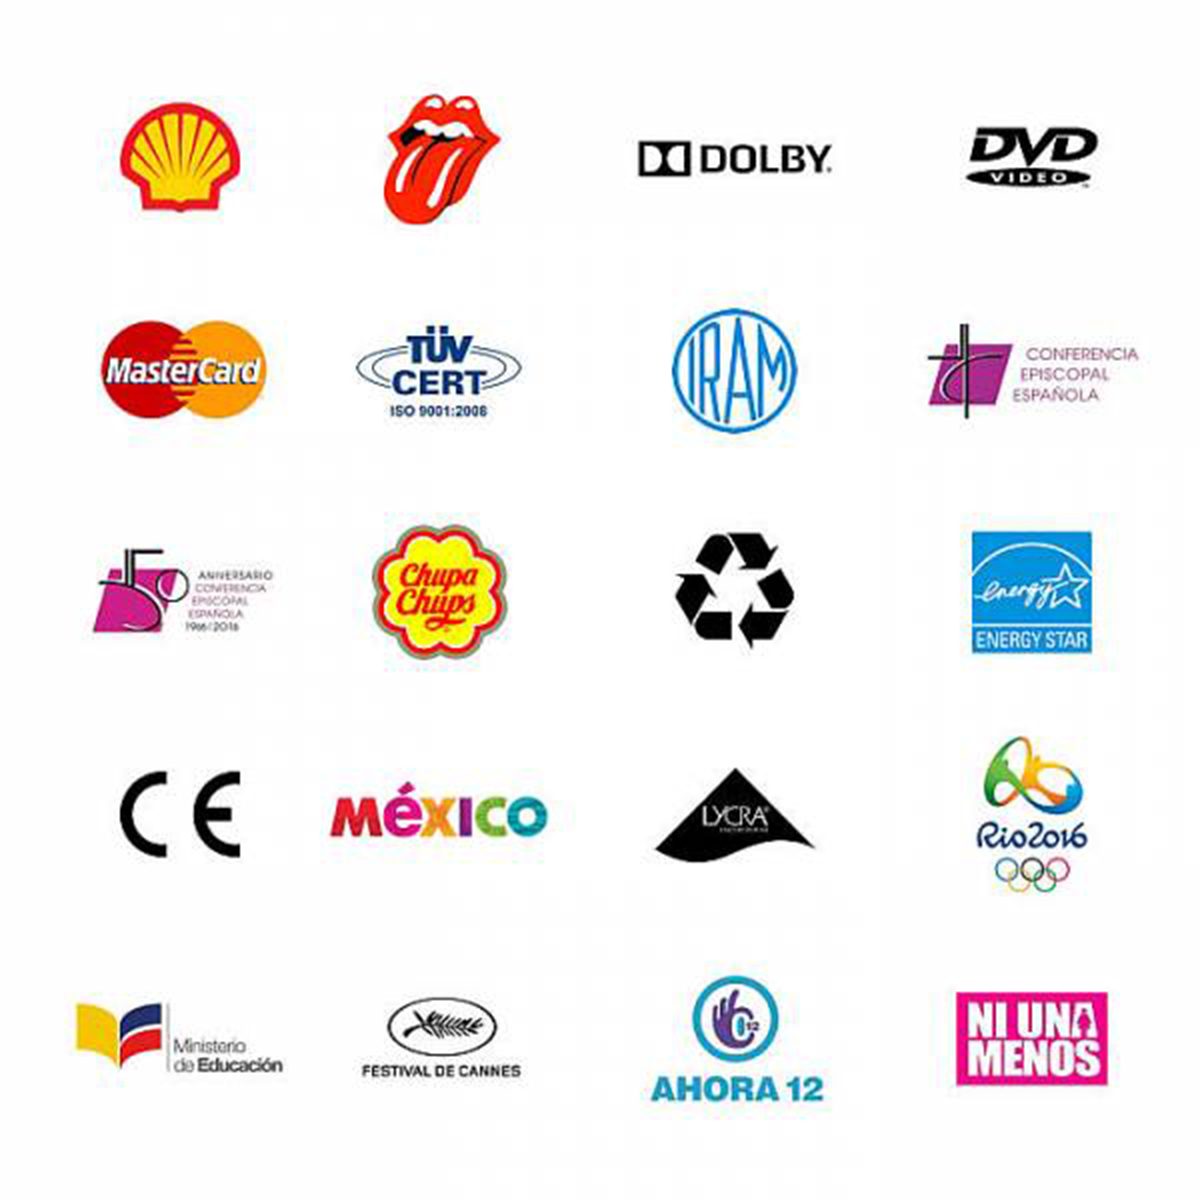 DOLBY
DVD
VIDEO
MasterCard
TÜV
CERT
ISO 9001:2008
IRAM
CONFERENCIA
EPISCOPAL
ESPAÑOLA
ANIVERSARIO
CONFERENCIA
EPISCOPAL
ESPAÑOLA
1966/2016
Chupa
Chups
energy
ENERGY STAR
CE
México
LYCRA
Rio2016
Ministerio
de Educación
FESTIVAL DE CANNES
12
AHORA 12
NI UNA
MENOS